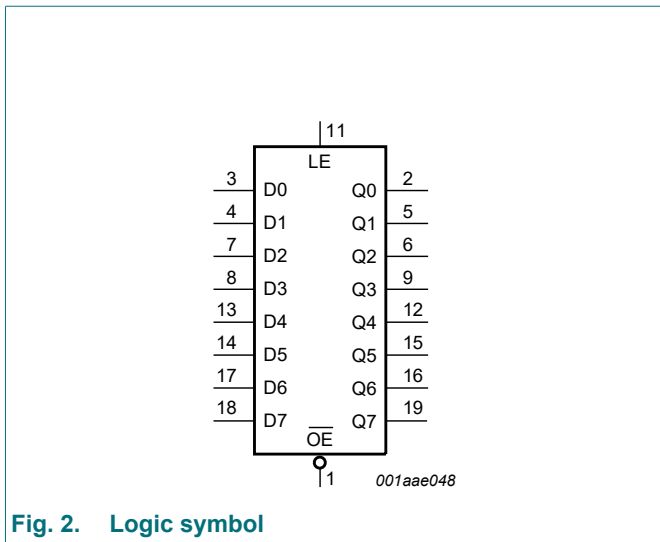 11
LE
3 D0 Q0 2
4 D1 Q1 5
7 D2 Q2 6
8 D3 Q3 9
13 D4 Q4 12
14 D5 Q5 15
17 D6 Q6 16
18 D7 Q7 19
O̅E̅
1 001aae048
Fig. 2. Logic symbol